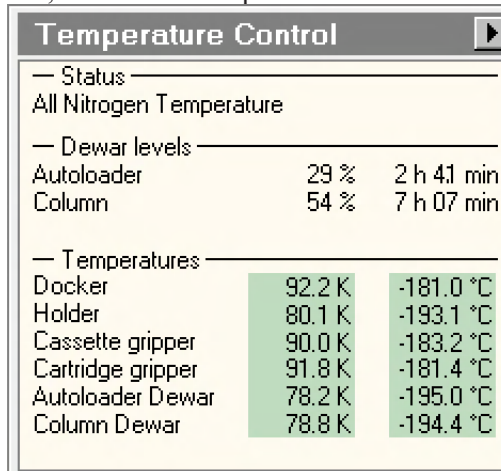 Temperature Control
Status
All Nitrogen Temperature
Dewar levels
Autoloader 29 % 2 h 41 min
Column 54 % 7 h 07 min
Temperatures
Docker 92.2 K -181.0 °C
Holder 80.1 K -193.1 °C
Cassette gripper 90.0 K -183.2 °C
Cartridge gripper 91.8 K -181.4 °C
Autoloader Dewar 78.2 K -195.0 °C
Column Dewar 78.8 K -194.4 °C